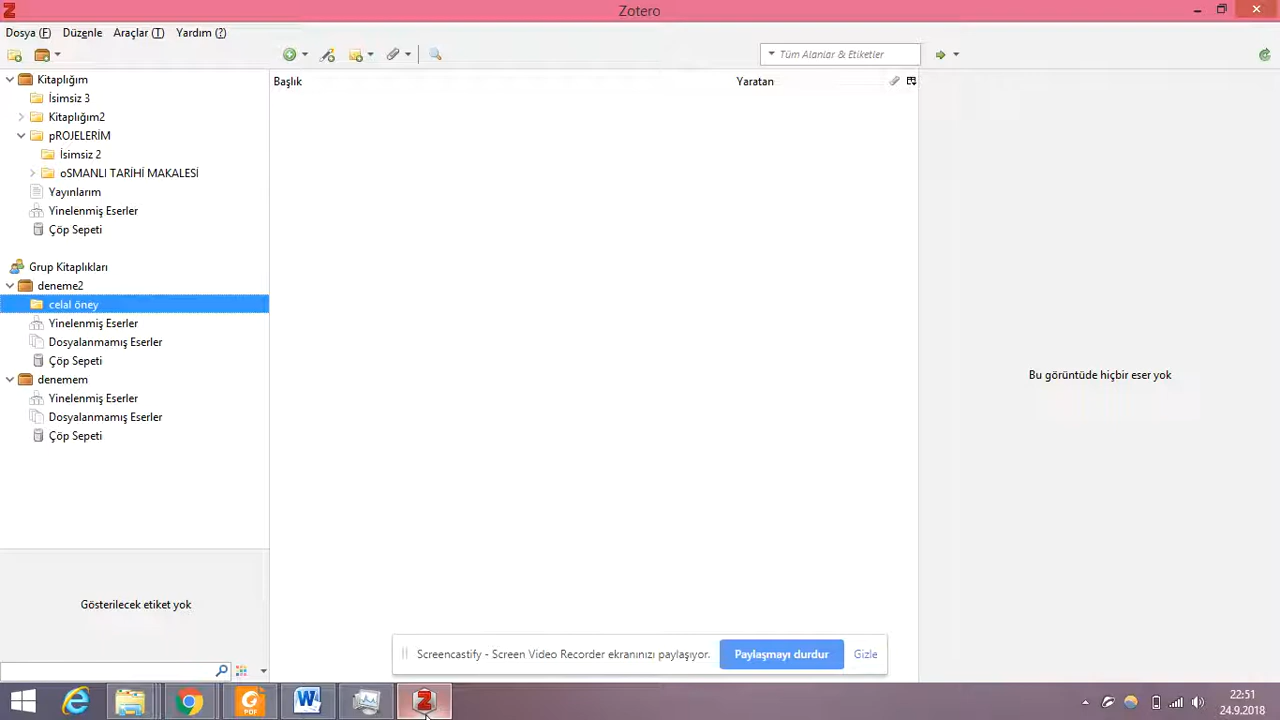 Zotero
Dosya (F) Düzenle Araçlar (T) Yardım (?)
Tüm Alanlar & Etiketler
Kitaplığım
İsimsiz 3
Kitaplığım2
pROJELERİM
İsimsiz 2
oSMANLI TARİHİ MAKALESİ
Yayınlarım
Yinelenmiş Eserler
Çöp Sepeti
Grup Kitaplıkları
deneme2
celal öney
Yinelenmiş Eserler
Dosyalanmamış Eserler
Çöp Sepeti
denemem
Yinelenmiş Eserler
Dosyalanmamış Eserler
Çöp Sepeti
Gösterilecek etiket yok
Başlık Yaratan
Bu görüntüde hiçbir eser yok
Screencastify - Screen Video Recorder ekranınızı paylaşıyor. Paylaşmayı durdur Gizle
PDF
22:51
24.9.2018